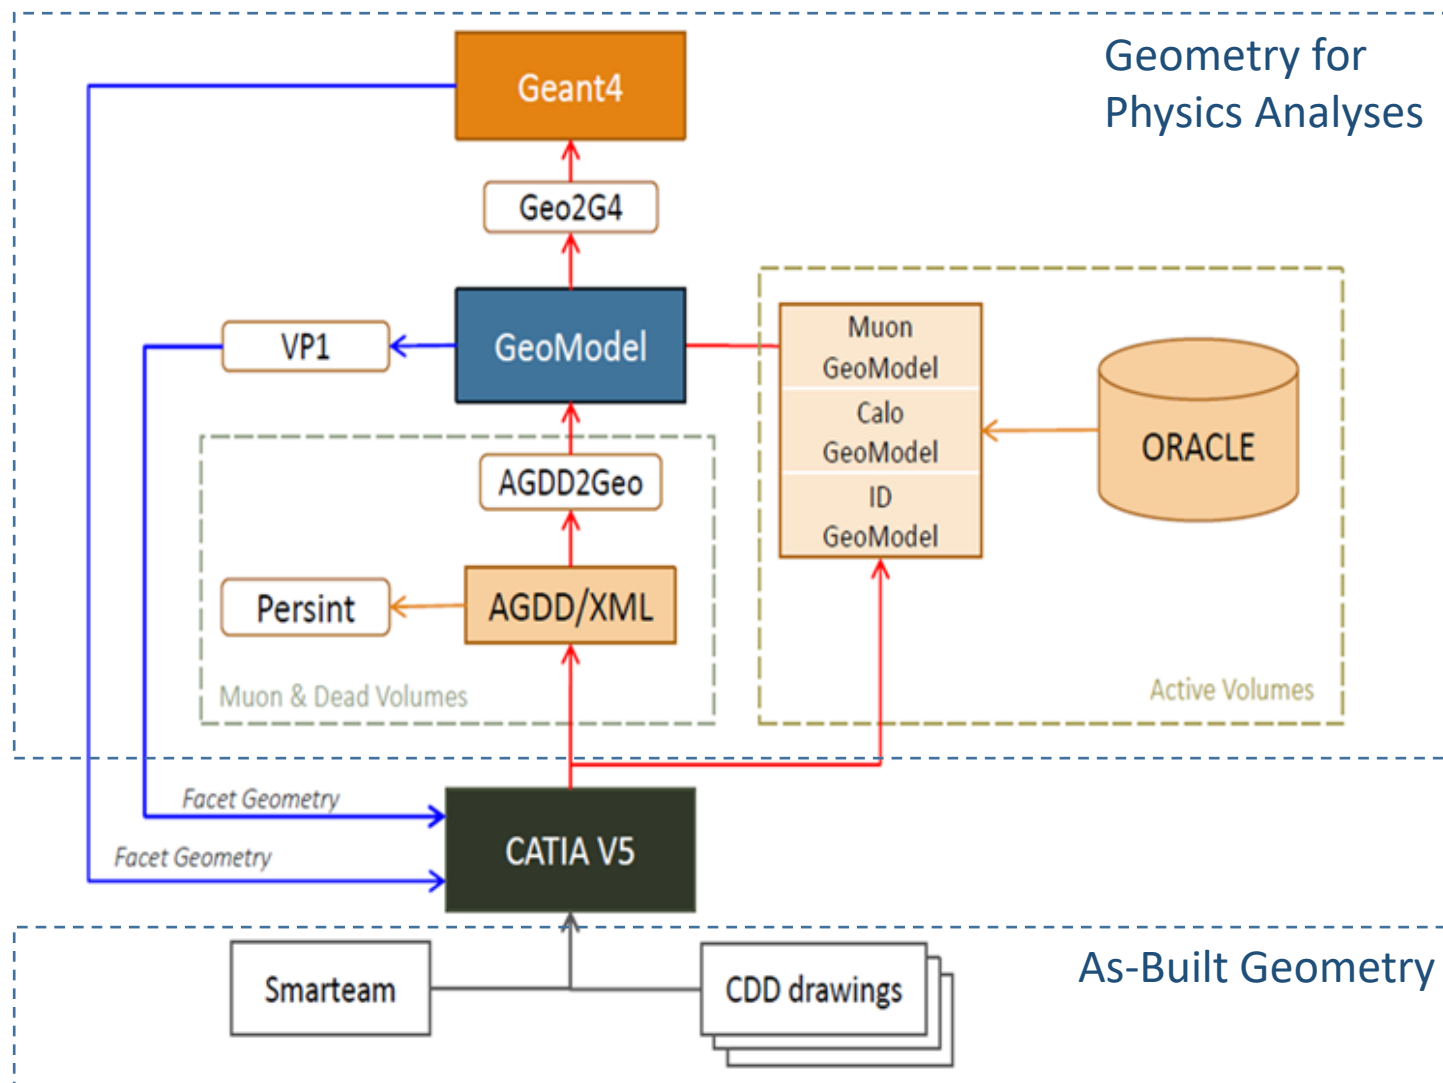 Geometry for
Physics Analyses
Geant4
Geo2G4
VP1
GeoModel
Muon
GeoModel
Calo
GeoModel
ID
GeoModel
ORACLE
AGDD2Geo
Persint
AGDD/XML
Muon & Dead Volumes
Active Volumes
Facet Geometry
Facet Geometry
CATIA V5
As-Built Geometry
Smarteam
CDD drawings